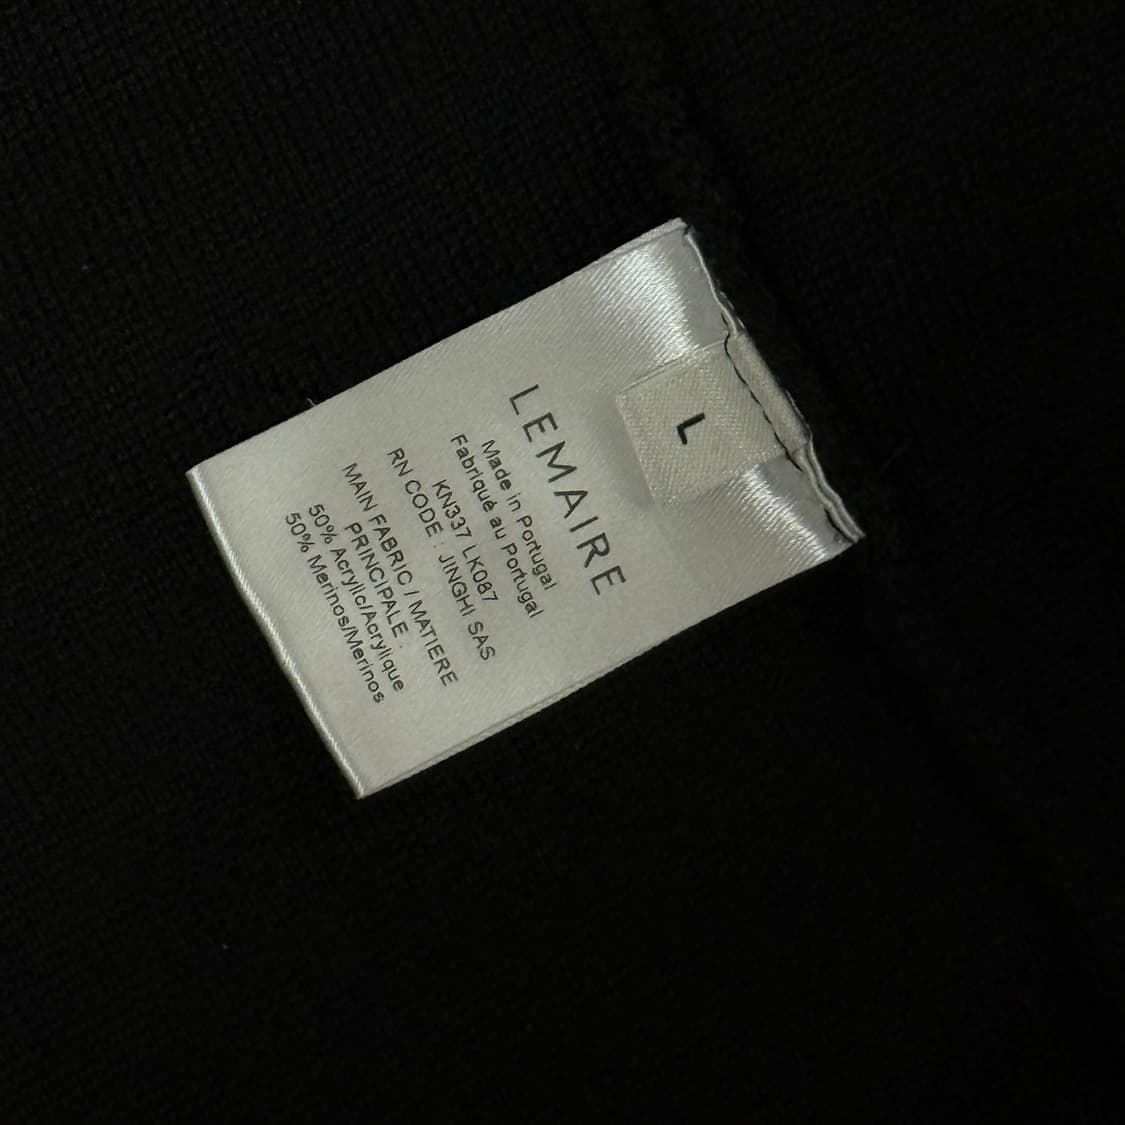 L
LEMAIRE
Made in Portugal
Fabriqué au Portugal
KN337 LK087
RN CODE : JINGHI SAS
MAIN FABRIC / MATIERE
PRINCIPALE :
50% Acrylic/Acrylique
50% Merinos/Merinos